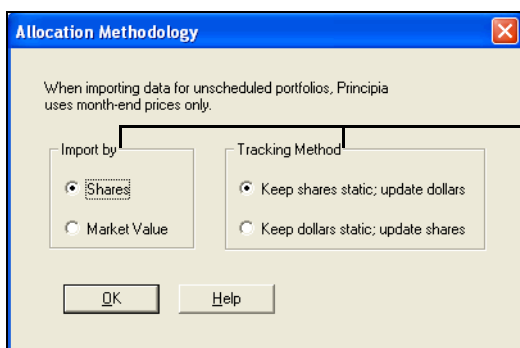 Allocation Methodology
When importing data for unscheduled portfolios, Principia
uses month-end prices only.
Import by
Shares
Market Value
Tracking Method
Keep shares static; update dollars
Keep dollars static; update shares
OK
Help